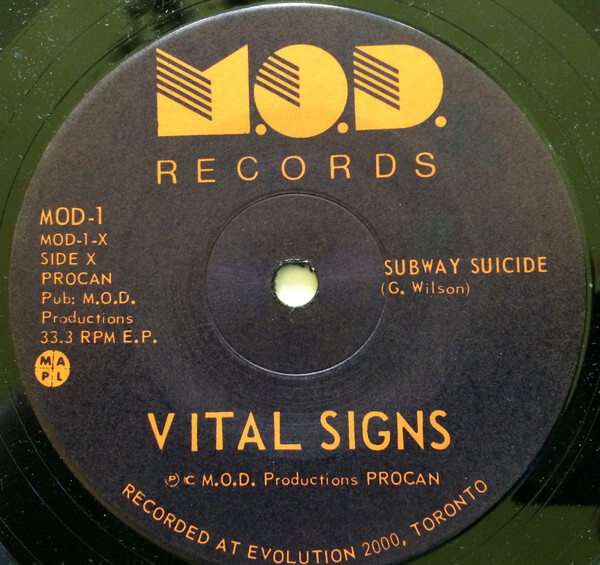 M.O.D.
RECORDS
MOD-1
MOD-1-X
SIDE X
PROCAN
Pub: M.O.D.
Productions
33.3 RPM E.P.
M A
P L
SUBWAY SUICIDE
(G. Wilson)
VITAL SIGNS
℗ © M.O.D. Productions PROCAN
RECORDED AT EVOLUTION 2000, TORONTO